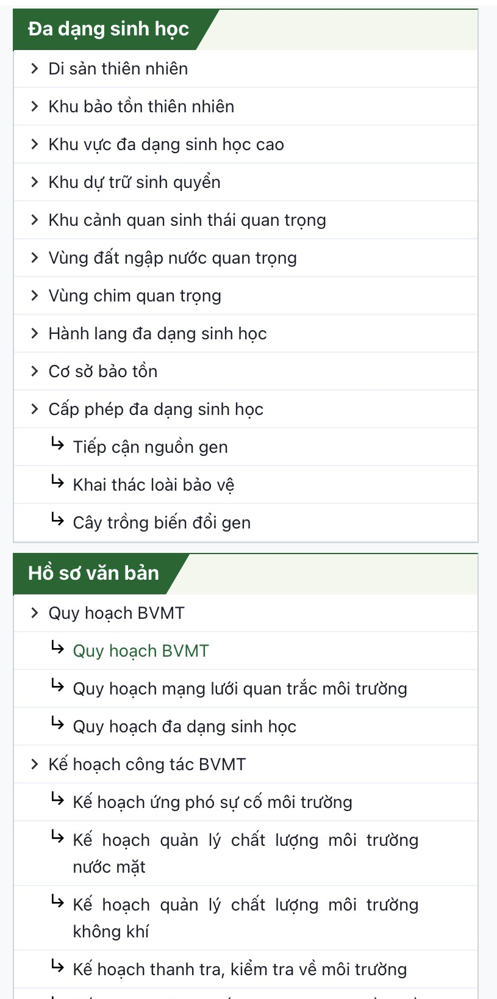 Đa dạng sinh học
Di sản thiên nhiên
Khu bảo tồn thiên nhiên
Khu vực đa dạng sinh học cao
Khu dự trữ sinh quyển
Khu cảnh quan sinh thái quan trọng
Vùng đất ngập nước quan trọng
Vùng chim quan trọng
Hành lang đa dạng sinh học
Cơ sở bảo tồn
Cấp phép đa dạng sinh học
Tiếp cận nguồn gen
Khai thác loài bảo vệ
Cây trồng biến đổi gen
Hồ sơ văn bản
Quy hoạch BVMT
Quy hoạch BVMT
Quy hoạch mạng lưới quan trắc môi trường
Quy hoạch đa dạng sinh học
Kế hoạch công tác BVMT
Kế hoạch ứng phó sự cố môi trường
Kế hoạch quản lý chất lượng môi trường
nước mặt
Kế hoạch quản lý chất lượng môi trường
không khí
Kế hoạch thanh tra, kiểm tra về môi trường